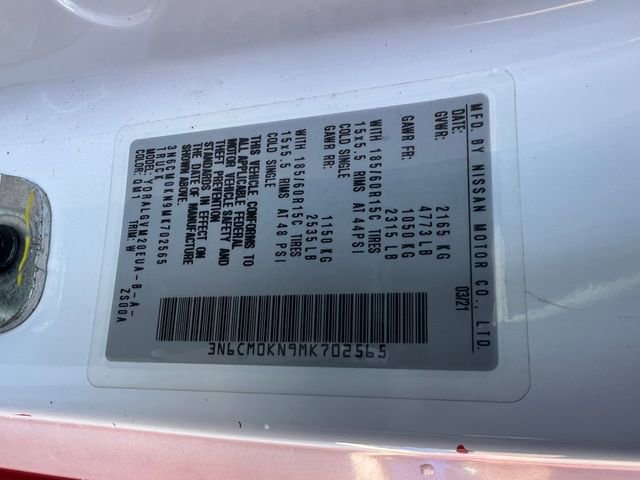 MFD. BY NISSAN MOTOR CO., LTD.
03/21
GVWR: 2165 KG
4773 LB
GAWR FR: 1050 KG
2315 LB
WITH 185/60R15C TIRES
15x5.5 RIMS AT 44PSI
COLD SINGLE
GAWR RR: 1150 KG
2535 LB
WITH 185/60R15C TIRES
15x5.5 RIMS AT 48 PSI
COLD SINGLE
THIS VEHICLE CONFORMS TO
ALL APPLICABLE FEDERAL
MOTOR VEHICLE SAFETY AND
THEFT PREVENTION
STANDARDS IN EFFECT ON
THE DATE OF MANUFACTURE
SHOWN ABOVE.
3N6CM0KN9MK702565
TRUCK
MODEL: YDRALGVM20EUA-B-A-
ZS00A
COLOR: QM1 TRIM: W
3N6CM0KN9MK702565